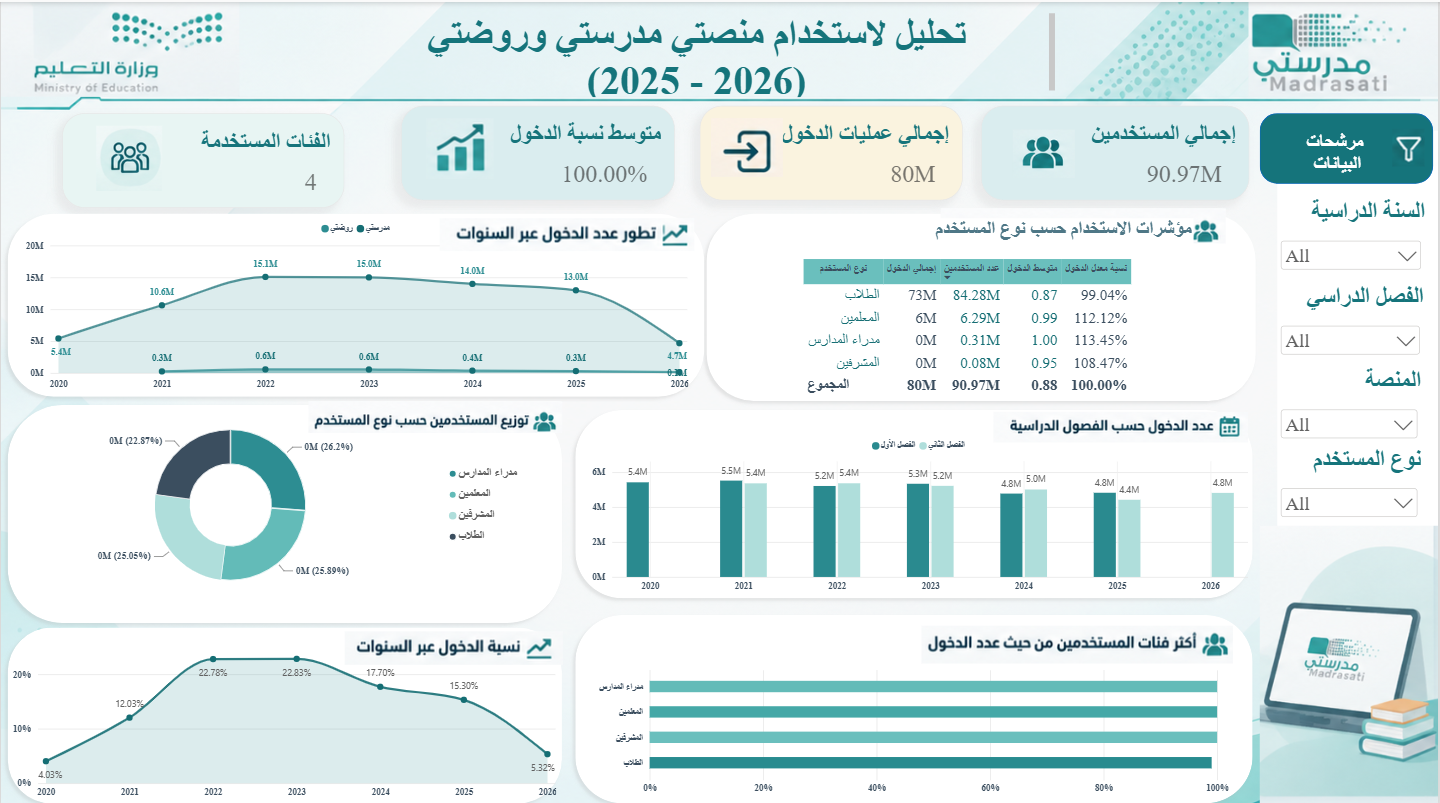 وزارة التعليم
Ministry of Education
تحليل لاستخدام منصتي مدرستي وروضتي
(2025 - 2026)
مدرستي
Madrasati
مرشحات
البيانات
إجمالي المستخدمين
90.97M
إجمالي عمليات الدخول
80M
متوسط نسبة الدخول
100.00%
الفئات المستخدمة
4
السنة الدراسية
All
الفصل الدراسي
All
المنصة
All
نوع المستخدم
All
مؤشرات الاستخدام حسب نوع المستخدم
نوع المستخدم إجمالي الدخول عدد المستخدمين متوسط الدخول نسبة معدل الدخول
الطلاب 73M 84.28M 0.87 99.04%
المعلمين 6M 6.29M 0.99 112.12%
مدراء المدارس 0M 0.31M 1.00 113.45%
المشرفين 0M 0.08M 0.95 108.47%
المجموع 80M 90.97M 0.88 100.00%
تطور عدد الدخول عبر السنوات
مدرستي روضتي
20M
15M
10M
5M
0M
5.4M 10.6M 15.1M 15.0M 14.0M 13.0M 4.7M
0.3M 0.6M 0.6M 0.4M 0.3M
2020 2021 2022 2023 2024 2025 2026
عدد الدخول حسب الفصول الدراسية
الفصل الأول الفصل الثاني
6M
4M
2M
0M
5.4M 5.5M 5.4M 5.2M 5.4M 5.3M 5.2M 4.8M 5.0M 4.8M 4.4M 4.8M
2020 2021 2022 2023 2024 2025 2026
توزيع المستخدمين حسب نوع المستخدم
0M (22.87%)
0M (26.2%)
0M (25.05%)
0M (25.89%)
مدراء المدارس
المعلمين
المشرفين
الطلاب
أكثر فئات المستخدمين من حيث عدد الدخول
مدراء المدارس
المعلمين
المشرفين
الطلاب
0% 20% 40% 60% 80% 100%
نسبة الدخول عبر السنوات
20%
10%
0%
4.03% 12.03% 22.78% 22.83% 17.70% 15.30% 5.32%
2020 2021 2022 2023 2024 2025 2026
مدرستي
Madrasati